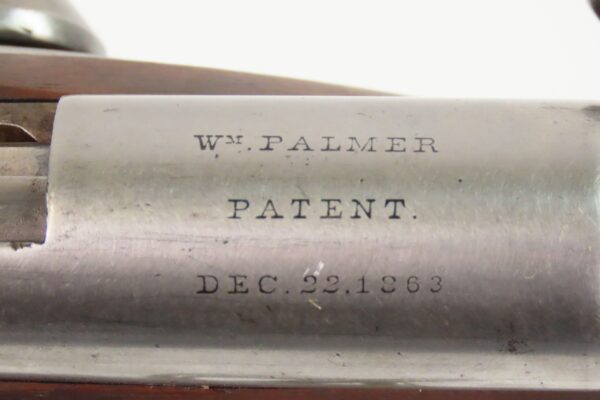 Wᴹ. PALMER
PATENT.
DEC. 22. 1863